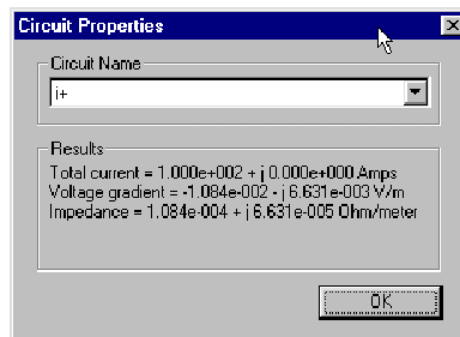 Circuit Properties
Circuit Name
i+
Results
Total current = 1.000e+002 + j 0.000e+000 Amps
Voltage gradient = -1.084e-002 - j 6.631e-003 V/m
Impedance = 1.084e-004 + j 6.631e-005 Ohm/meter
OK